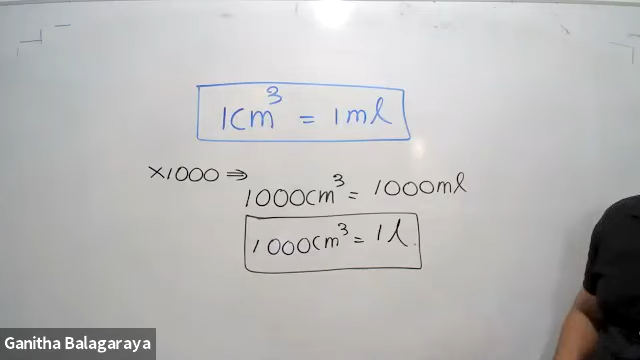 1cm³ = 1ml
×1000 ⇒
1000cm³ = 1000ml
1000cm³ = 1l.
Ganitha Balagaraya